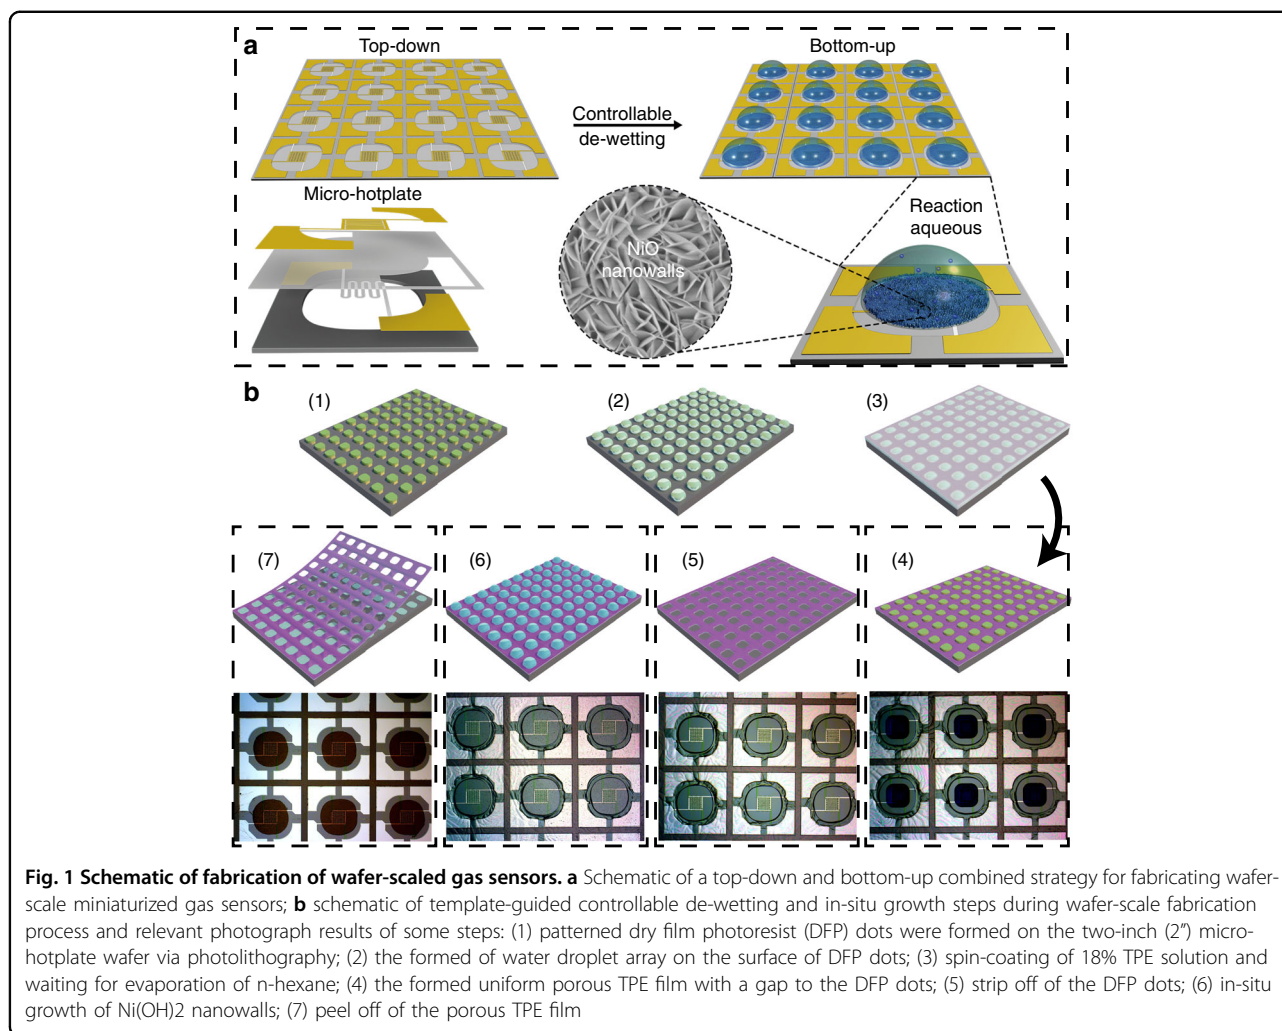 a
Top-down
Bottom-up
Controllable
de-wetting
Micro-hotplate
NiO
nanowalls
Reaction
aqueous
b
(1)
(2)
(3)
(7)
(6)
(5)
(4)
Fig. 1 Schematic of fabrication of wafer-scaled gas sensors. a Schematic of a top-down and bottom-up combined strategy for fabricating wafer-
scale miniaturized gas sensors; b schematic of template-guided controllable de-wetting and in-situ growth steps during wafer-scale fabrication
process and relevant photograph results of some steps: (1) patterned dry film photoresist (DFP) dots were formed on the two-inch (2”) micro-
hotplate wafer via photolithography; (2) the formed of water droplet array on the surface of DFP dots; (3) spin-coating of 18% TPE solution and
waiting for evaporation of n-hexane; (4) the formed uniform porous TPE film with a gap to the DFP dots; (5) strip off of the DFP dots; (6) in-situ
growth of Ni(OH)2 nanowalls; (7) peel off of the porous TPE film